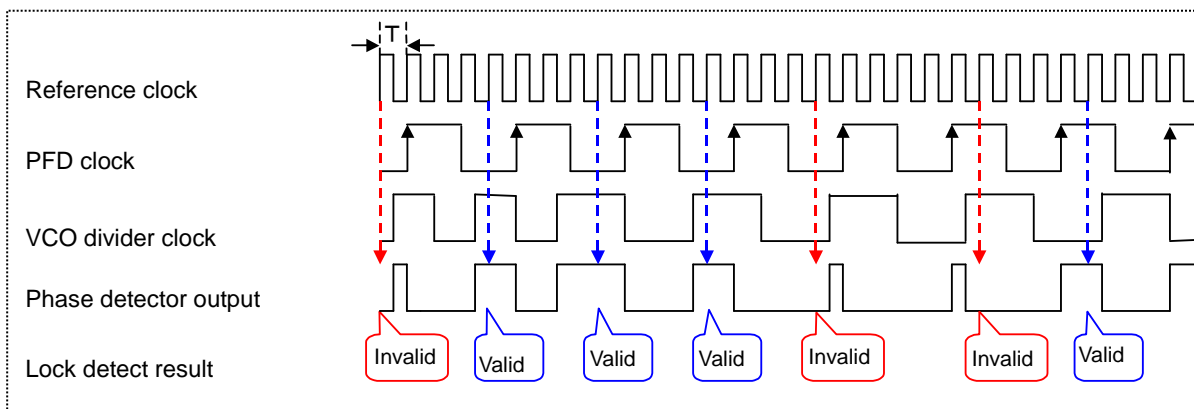 T
Reference clock
PFD clock
VCO divider clock
Phase detector output
Invalid Valid Valid Valid Invalid Invalid Valid
Lock detect result